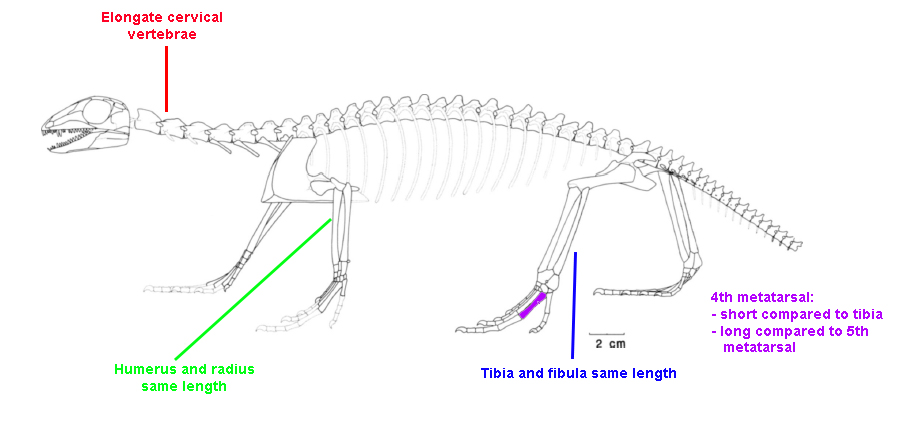 Elongate cervical
vertebrae
4th metatarsal:
- short compared to tibia
- long compared to 5th
metatarsal
2 cm
Humerus and radius
same length
Tibia and fibula same length